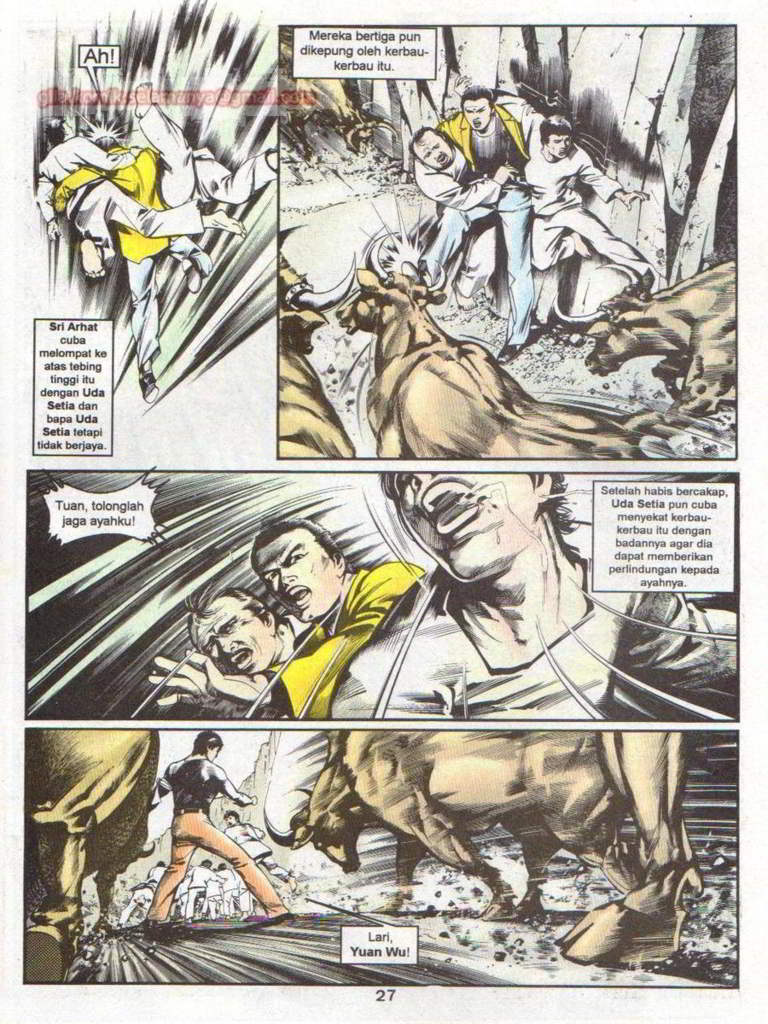 Ah!
Sri Arhat
cuba
melompat ke
atas tebing
tinggi itu
dengan Uda
Setia dan
bapa Uda
Setia tetapi
tidak berjaya.
Mereka bertiga pun
dikepung oleh kerbau-
kerbau itu.
Tuan, tolonglah
jaga ayahku!
Setelah habis bercakap,
Uda Setia pun cuba
menyekat kerbau-
kerbau itu dengan
badannya agar dia
dapat memberikan
perlindungan kepada
ayahnya.
Lari,
Yuan Wu!
27